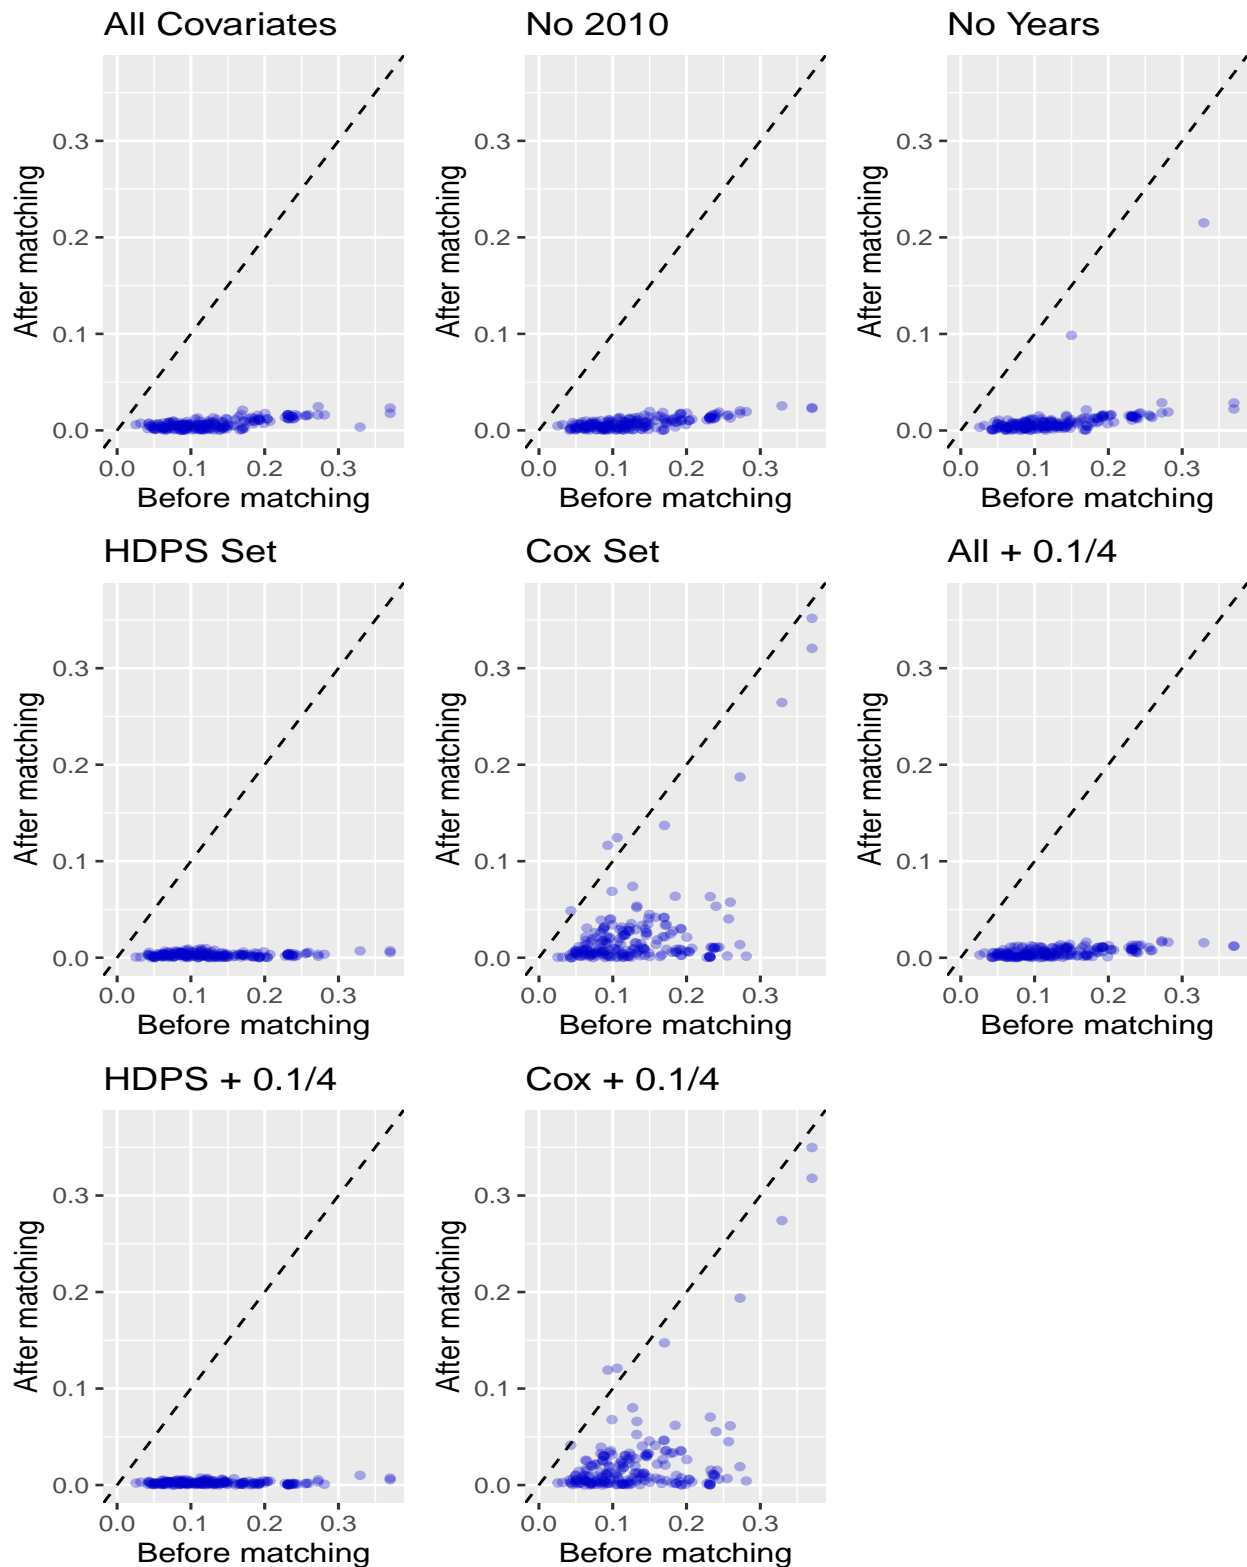 All Covariates
No 2010
No Years
0.3
0.2
0.1
0.0
After matching
0.0 0.1 0.2 0.3
Before matching
0.3
0.2
0.1
0.0
After matching
0.0 0.1 0.2 0.3
Before matching
0.3
0.2
0.1
0.0
After matching
0.0 0.1 0.2 0.3
Before matching
HDPS Set
Cox Set
All + 0.1/4
0.3
0.2
0.1
0.0
After matching
0.0 0.1 0.2 0.3
Before matching
0.3
0.2
0.1
0.0
After matching
0.0 0.1 0.2 0.3
Before matching
0.3
0.2
0.1
0.0
After matching
0.0 0.1 0.2 0.3
Before matching
HDPS + 0.1/4
Cox + 0.1/4
0.3
0.2
0.1
0.0
After matching
0.0 0.1 0.2 0.3
Before matching
0.3
0.2
0.1
0.0
After matching
0.0 0.1 0.2 0.3
Before matching